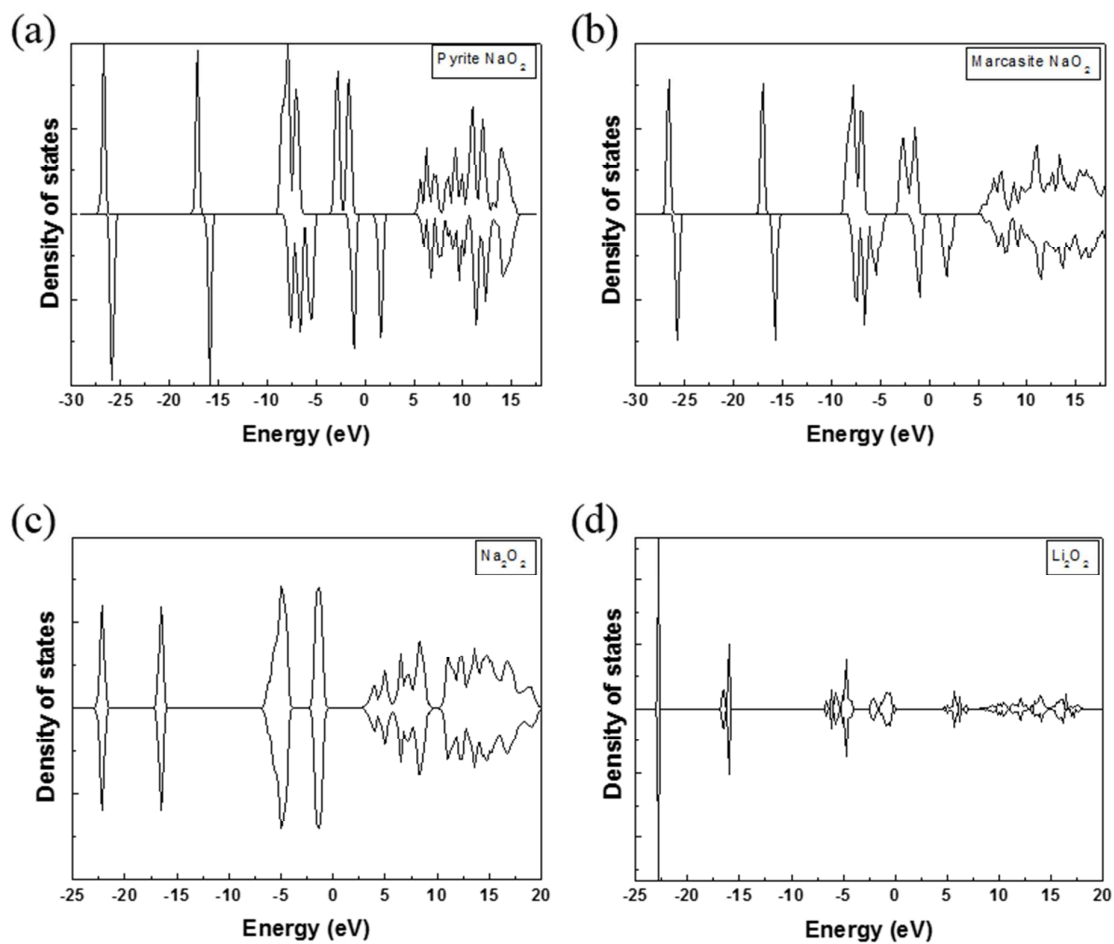 (a)
Pyrite NaO₂
Density of states
-30 -25 -20 -15 -10 -5 0 5 10 15
Energy (eV)
(b)
Marcasite NaO₂
Density of states
-30 -25 -20 -15 -10 -5 0 5 10 15
Energy (eV)
(c)
Na₂O₂
Density of states
-25 -20 -15 -10 -5 0 5 10 15 20
Energy (eV)
(d)
Li₂O₂
Density of states
-25 -20 -15 -10 -5 0 5 10 15 20
Energy (eV)